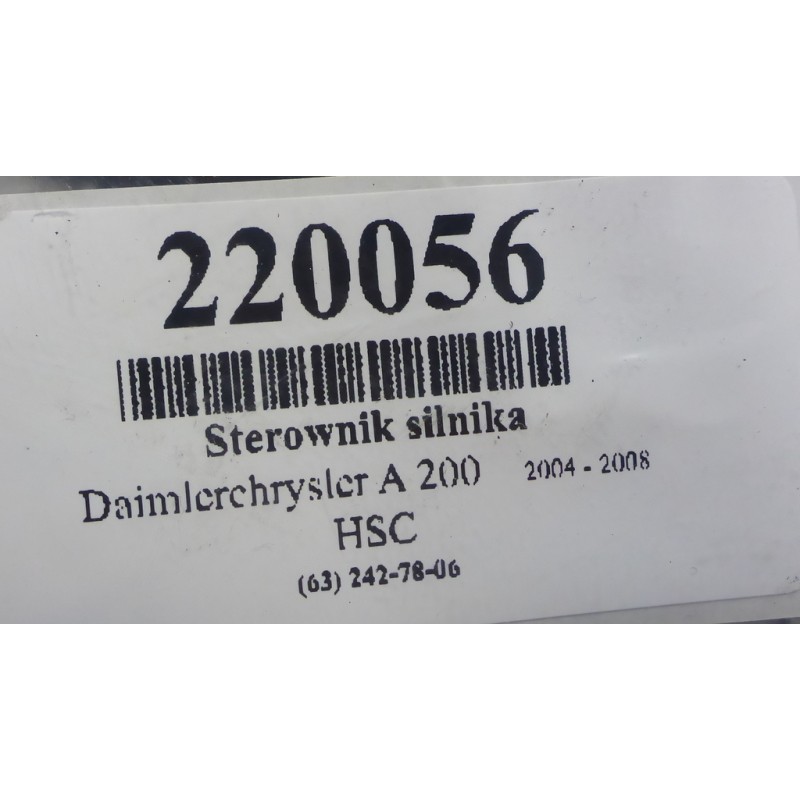 220056
Sterownik silnika
Daimlerchrysler A 200 2004 - 2008
HSC
(63) 242-78-06